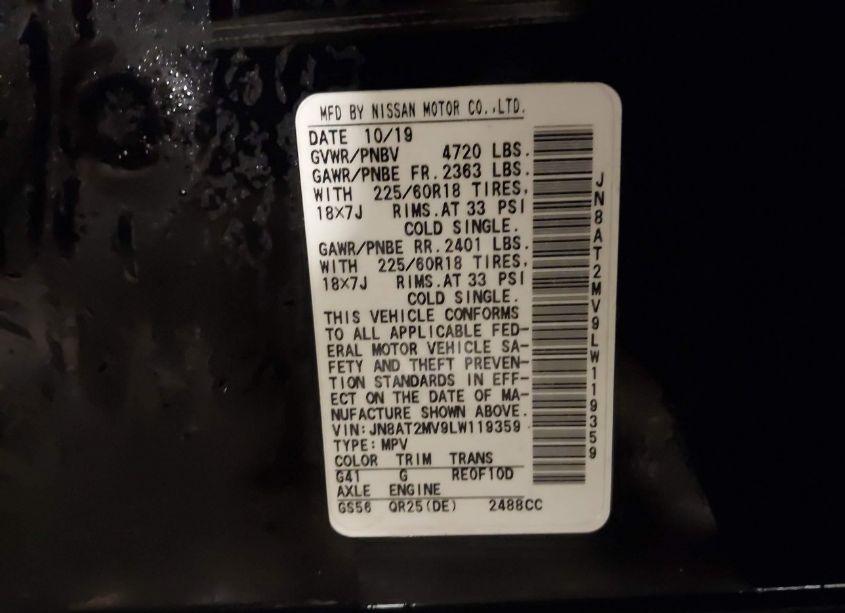 MFD BY NISSAN MOTOR CO.,LTD.
DATE 10/19
GVWR/PNBV 4720 LBS.
GAWR/PNBE FR. 2363 LBS.
WITH 225/60R18 TIRES,
18X7J RIMS.AT 33 PSI
COLD SINGLE.
GAWR/PNBE RR. 2401 LBS.
WITH 225/60R18 TIRES,
18X7J RIMS.AT 33 PSI
COLD SINGLE.
THIS VEHICLE CONFORMS
TO ALL APPLICABLE FED-
ERAL MOTOR VEHICLE SA-
FETY AND THEFT PREVEN-
TION STANDARDS IN EFF-
ECT ON THE DATE OF MA-
NUFACTURE SHOWN ABOVE.
VIN:JN8AT2MV9LW119359
TYPE:MPV
COLOR TRIM TRANS
G41 G RE0F10D
AXLE ENGINE
GS56 QR25(DE) 2488CC
JN8AT2MV9LW119359